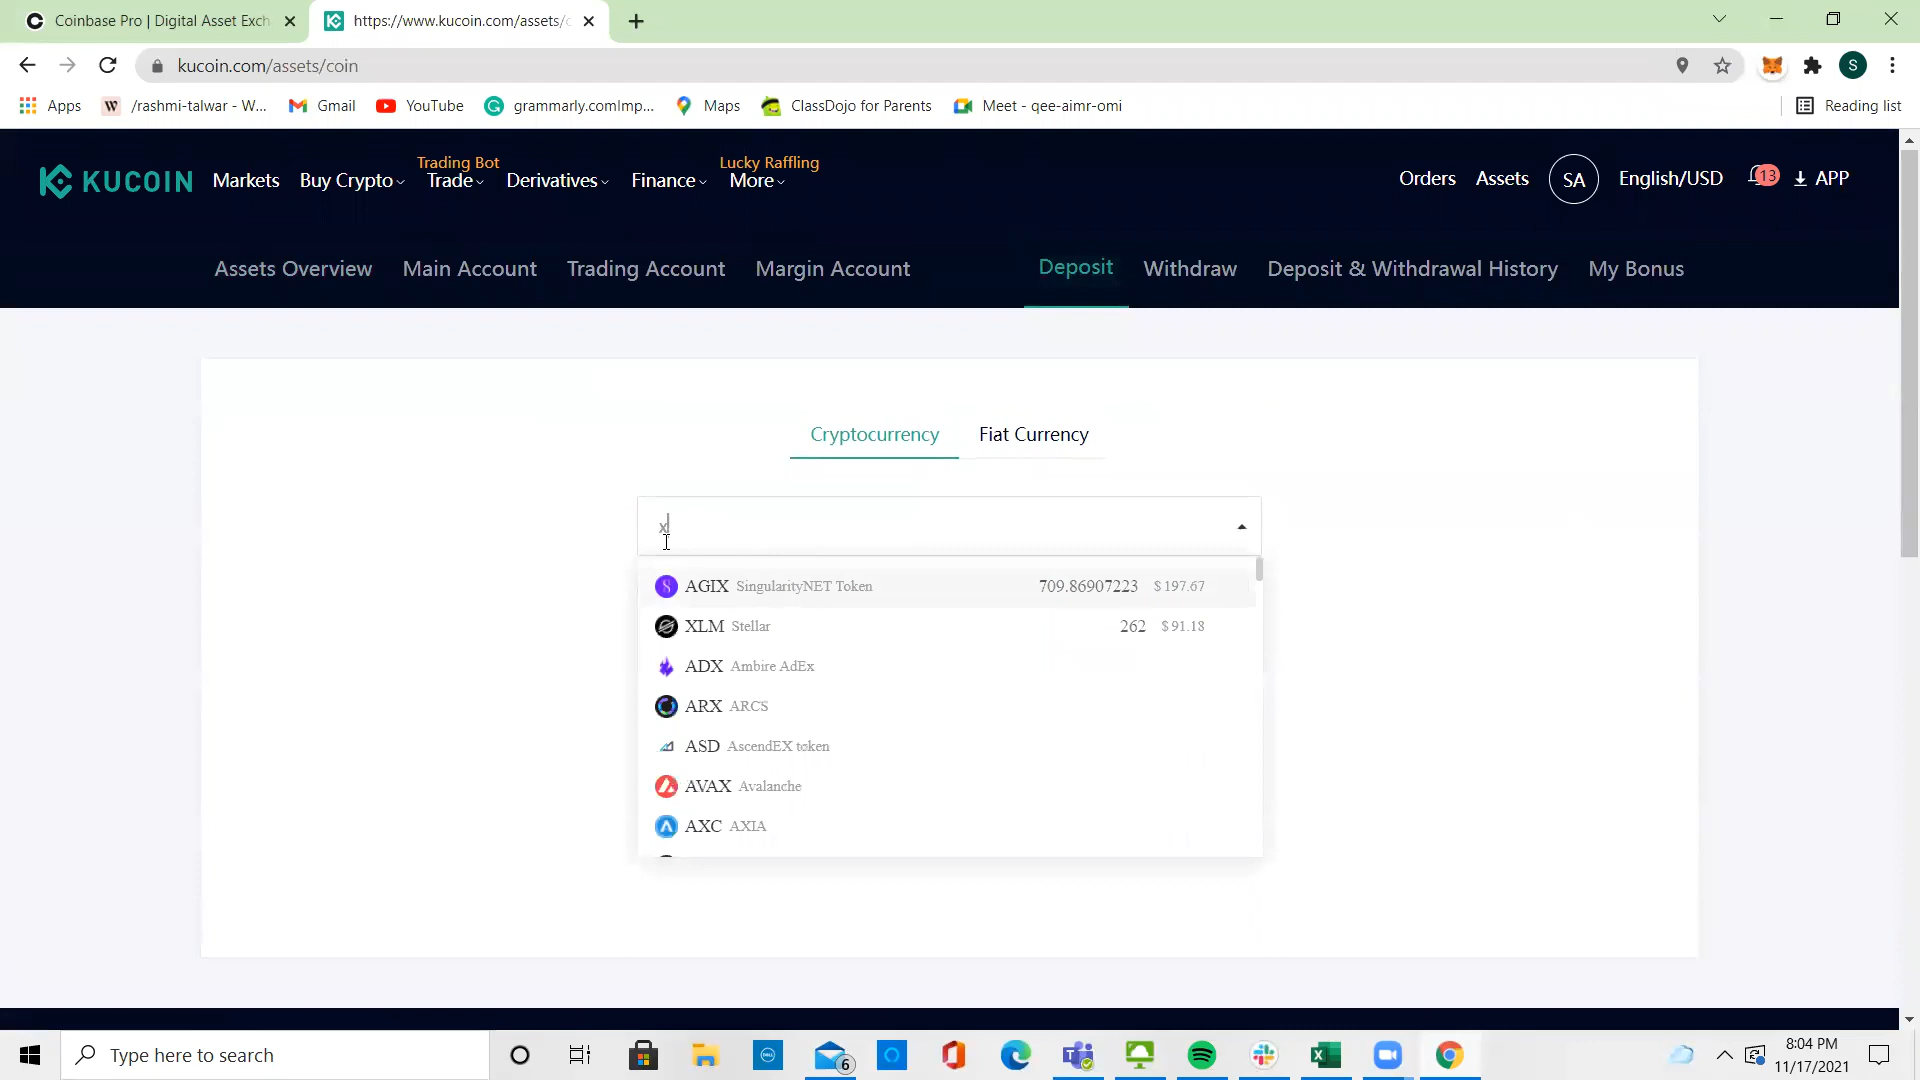 Coinbase Pro | Digital Asset Exch
https://www.kucoin.com/assets/c
kucoin.com/assets/coin
S
Apps
/rashmi-talwar - W...
Gmail
YouTube
grammarly.comImp...
Maps
ClassDojo for Parents
Meet - qee-aimr-omi
Reading list
KUCOIN
Markets
Buy Crypto
Trading Bot
Trade
Derivatives
Finance
Lucky Raffling
More
Orders
Assets
SA
English/USD
13
APP
Assets Overview
Main Account
Trading Account
Margin Account
Deposit
Withdraw
Deposit & Withdrawal History
My Bonus
Cryptocurrency
Fiat Currency
x
AGIX SingularityNET Token 709.86907223 $ 197.67
XLM Stellar 262 $ 91.18
ADX Ambire AdEx
ARX ARCS
ASD AscendEX token
AVAX Avalanche
AXC AXIA
Type here to search
DELL
6
8:04 PM
11/17/2021